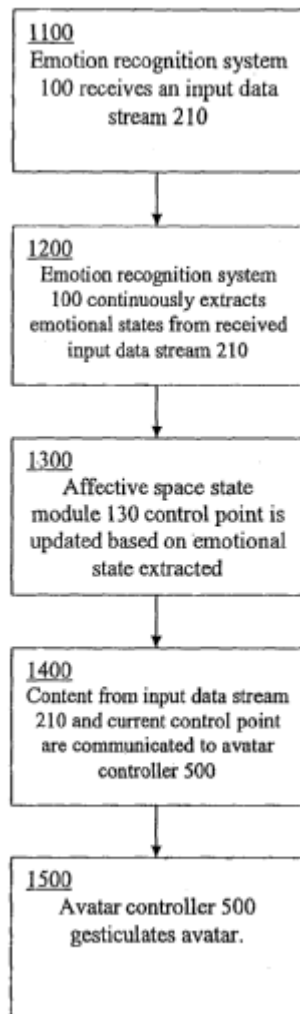 1100
Emotion recognition system
100 receives an input data
stream 210
1200
Emotion recognition system
100 continuously extracts
emotional states from received
input data stream 210
1300
Affective space state
module 130 control point is
updated based on emotional
state extracted
1400
Content from input data stream
210 and current control point
are communicated to avatar
controller 500
1500
Avatar controller 500
gesticulates avatar.